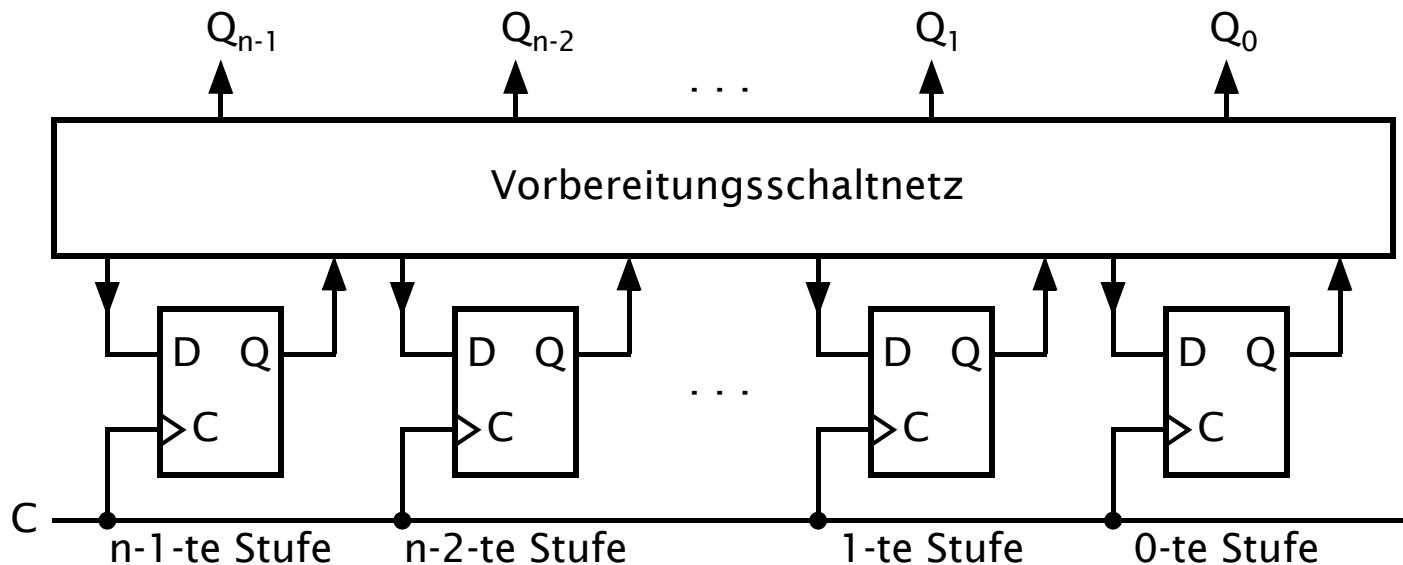 Qn-1 Qn-2 . . . Q1 Q0
Vorbereitungsschaltnetz
D Q D Q . . . D Q D Q
C C C C
C
n-1-te Stufe n-2-te Stufe 1-te Stufe 0-te Stufe